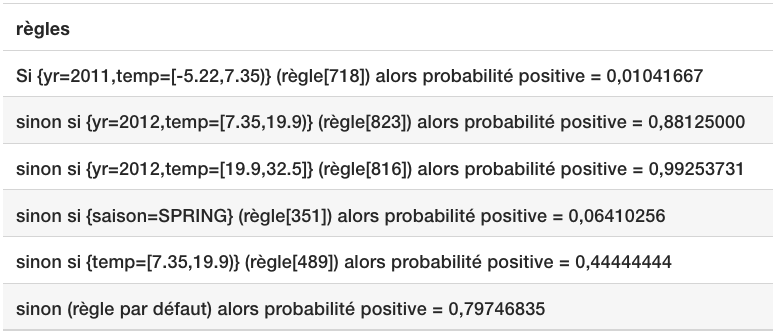 règles
Si {yr=2011,temp=[-5.22,7.35)} (règle[718]) alors probabilité positive = 0,01041667
sinon si {yr=2012,temp=[7.35,19.9)} (règle[823]) alors probabilité positive = 0,88125000
sinon si {yr=2012,temp=[19.9,32.5]} (règle[816]) alors probabilité positive = 0,99253731
sinon si {saison=SPRING} (règle[351]) alors probabilité positive = 0,06410256
sinon si {temp=[7.35,19.9)} (règle[489]) alors probabilité positive = 0,44444444
sinon (règle par défaut) alors probabilité positive = 0,79746835